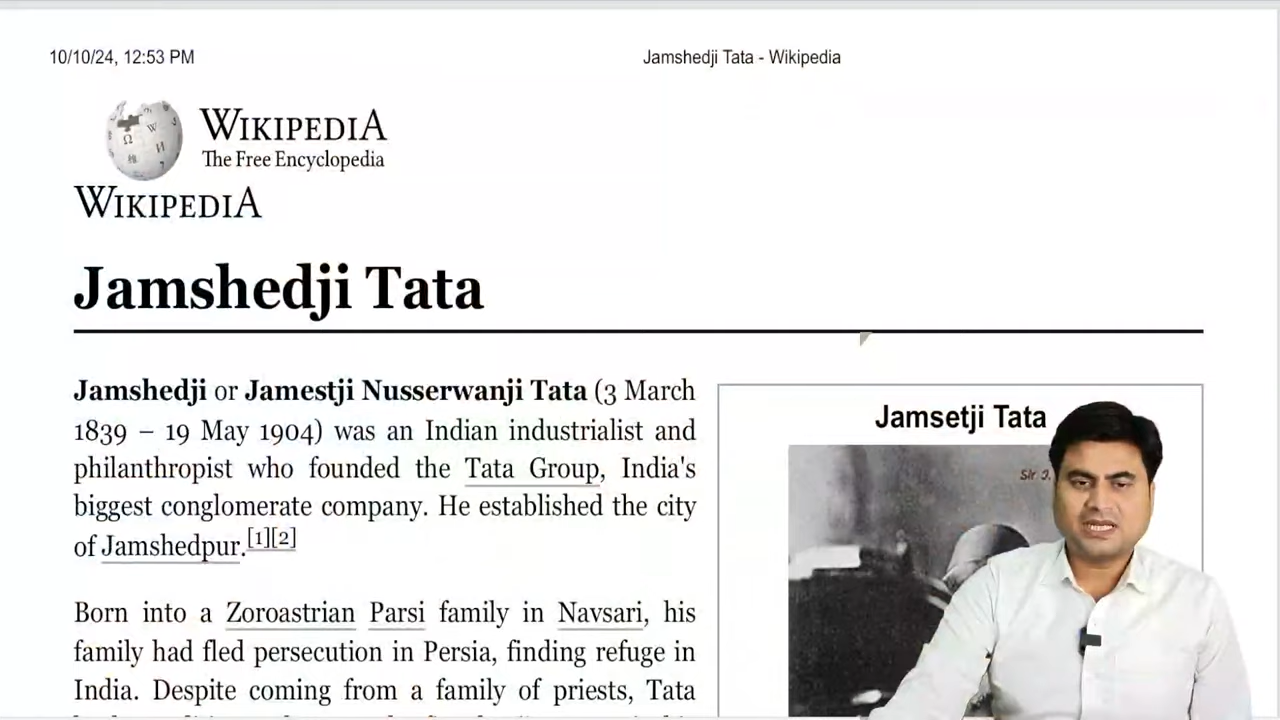 10/10/24, 12:53 PM
Jamshedji Tata - Wikipedia
WIKIPEDIA
The Free Encyclopedia
WIKIPEDIA
Jamshedji Tata
Jamshedji or Jamestji Nusserwanji Tata (3 March
1839 – 19 May 1904) was an Indian industrialist and
philanthropist who founded the Tata Group, India's
biggest conglomerate company. He established the city
of Jamshedpur.[1][2]
Born into a Zoroastrian Parsi family in Navsari, his
family had fled persecution in Persia, finding refuge in
India. Despite coming from a family of priests, Tata
Jamsetji Tata
Sir J.